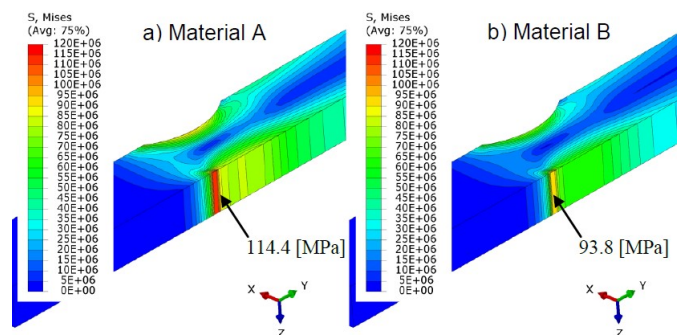 S, Mises
(Avg: 75%)
120E+06
115E+06
110E+06
105E+06
100E+06
95E+06
90E+06
85E+06
80E+06
75E+06
70E+06
65E+06
60E+06
55E+06
50E+06
45E+06
40E+06
35E+06
30E+06
25E+06
20E+06
15E+06
10E+06
5E+06
0E+00
a) Material A
114.4 [MPa]
X
Y
Z
S, Mises
(Avg: 75%)
120E+06
115E+06
110E+06
105E+06
100E+06
95E+06
90E+06
85E+06
80E+06
75E+06
70E+06
65E+06
60E+06
55E+06
50E+06
45E+06
40E+06
35E+06
30E+06
25E+06
20E+06
15E+06
10E+06
5E+06
0E+00
b) Material B
93.8 [MPa]
X
Y
Z